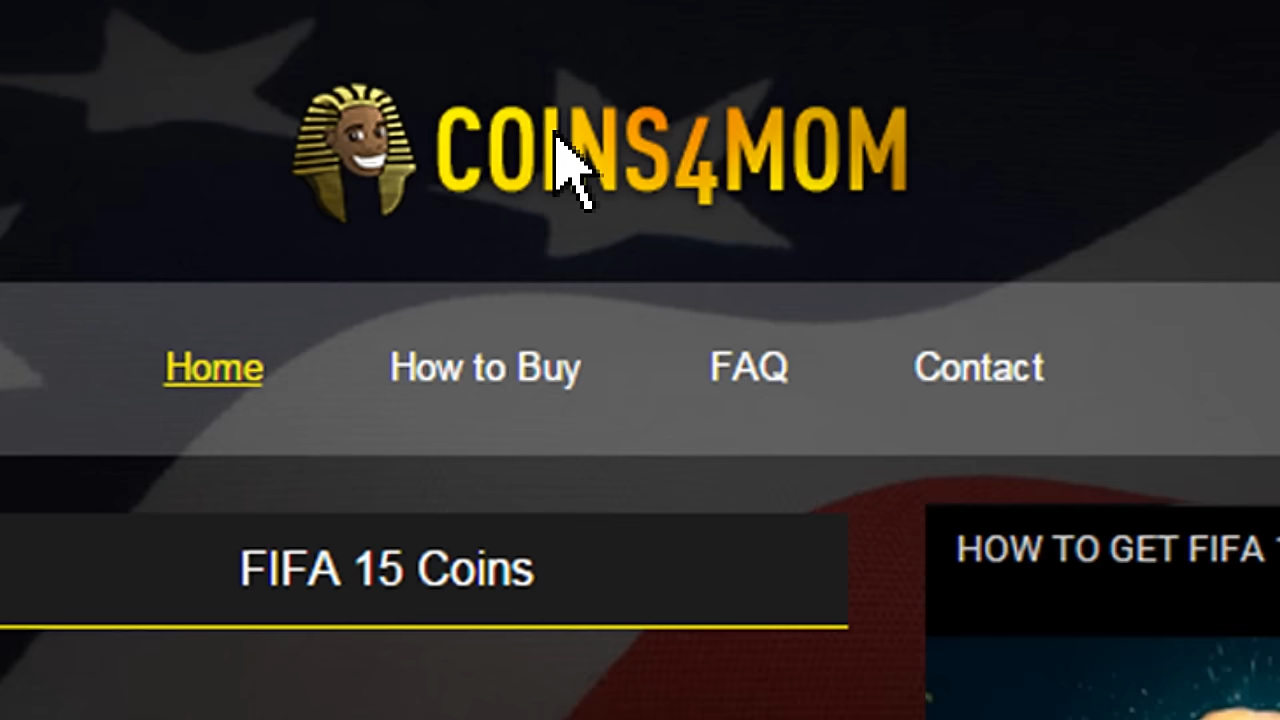 COINS4MOM
Home How to Buy FAQ Contact
FIFA 15 Coins
HOW TO GET FIFA